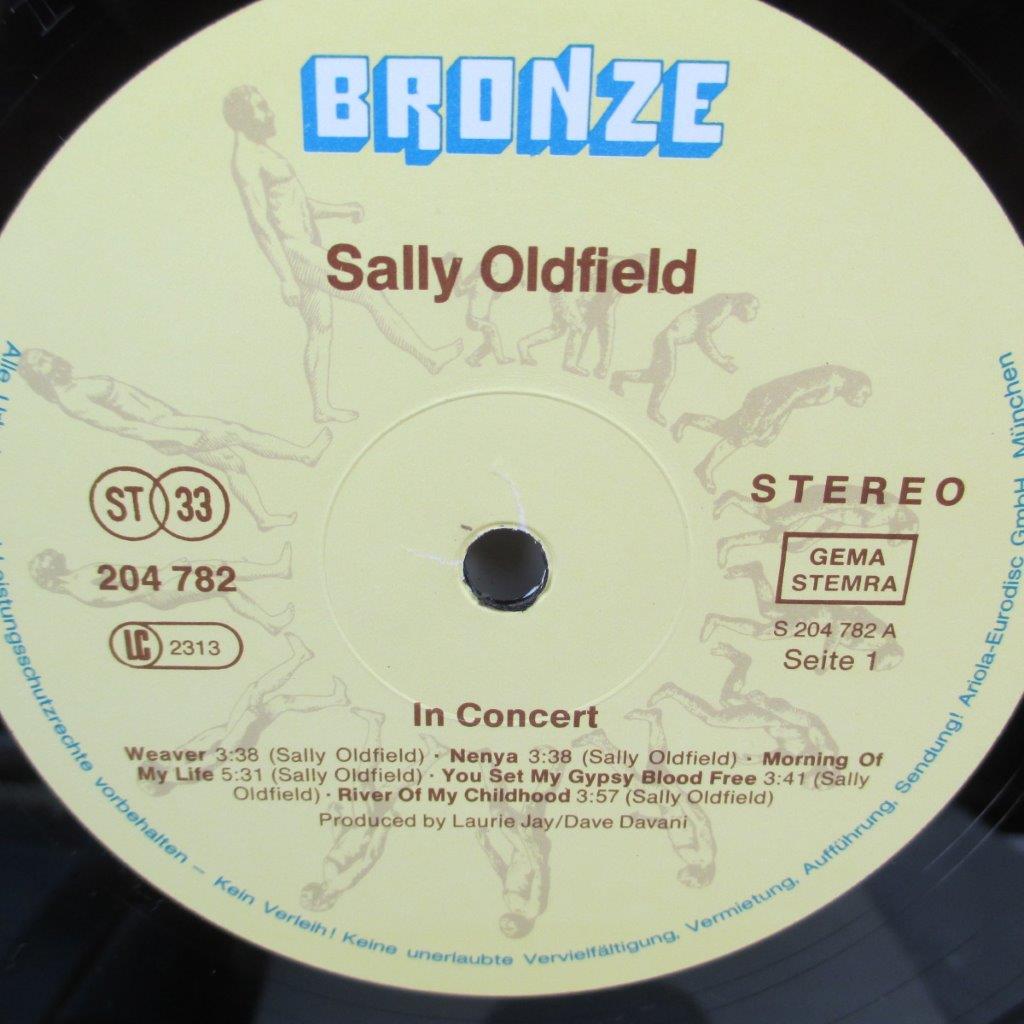 BRONZE
Sally Oldfield
ST 33
204 782
LC 2313
STEREO
GEMA
STEMRA
S 204 782 A
Seite 1
In Concert
Weaver 3:38 (Sally Oldfield) · Nenya 3:38 (Sally Oldfield) · Morning Of
My Life 5:31 (Sally Oldfield) · You Set My Gypsy Blood Free 3:41 (Sally
Oldfield) · River Of My Childhood 3:57 (Sally Oldfield)
Produced by Laurie Jay/Dave Davani
Alle Leistungsschutzrechte vorbehalten – Kein Verleih! Keine unerlaubte Vervielfältigung, Vermietung, Aufführung, Sendung! Ariola-Eurodisc GmbH, München